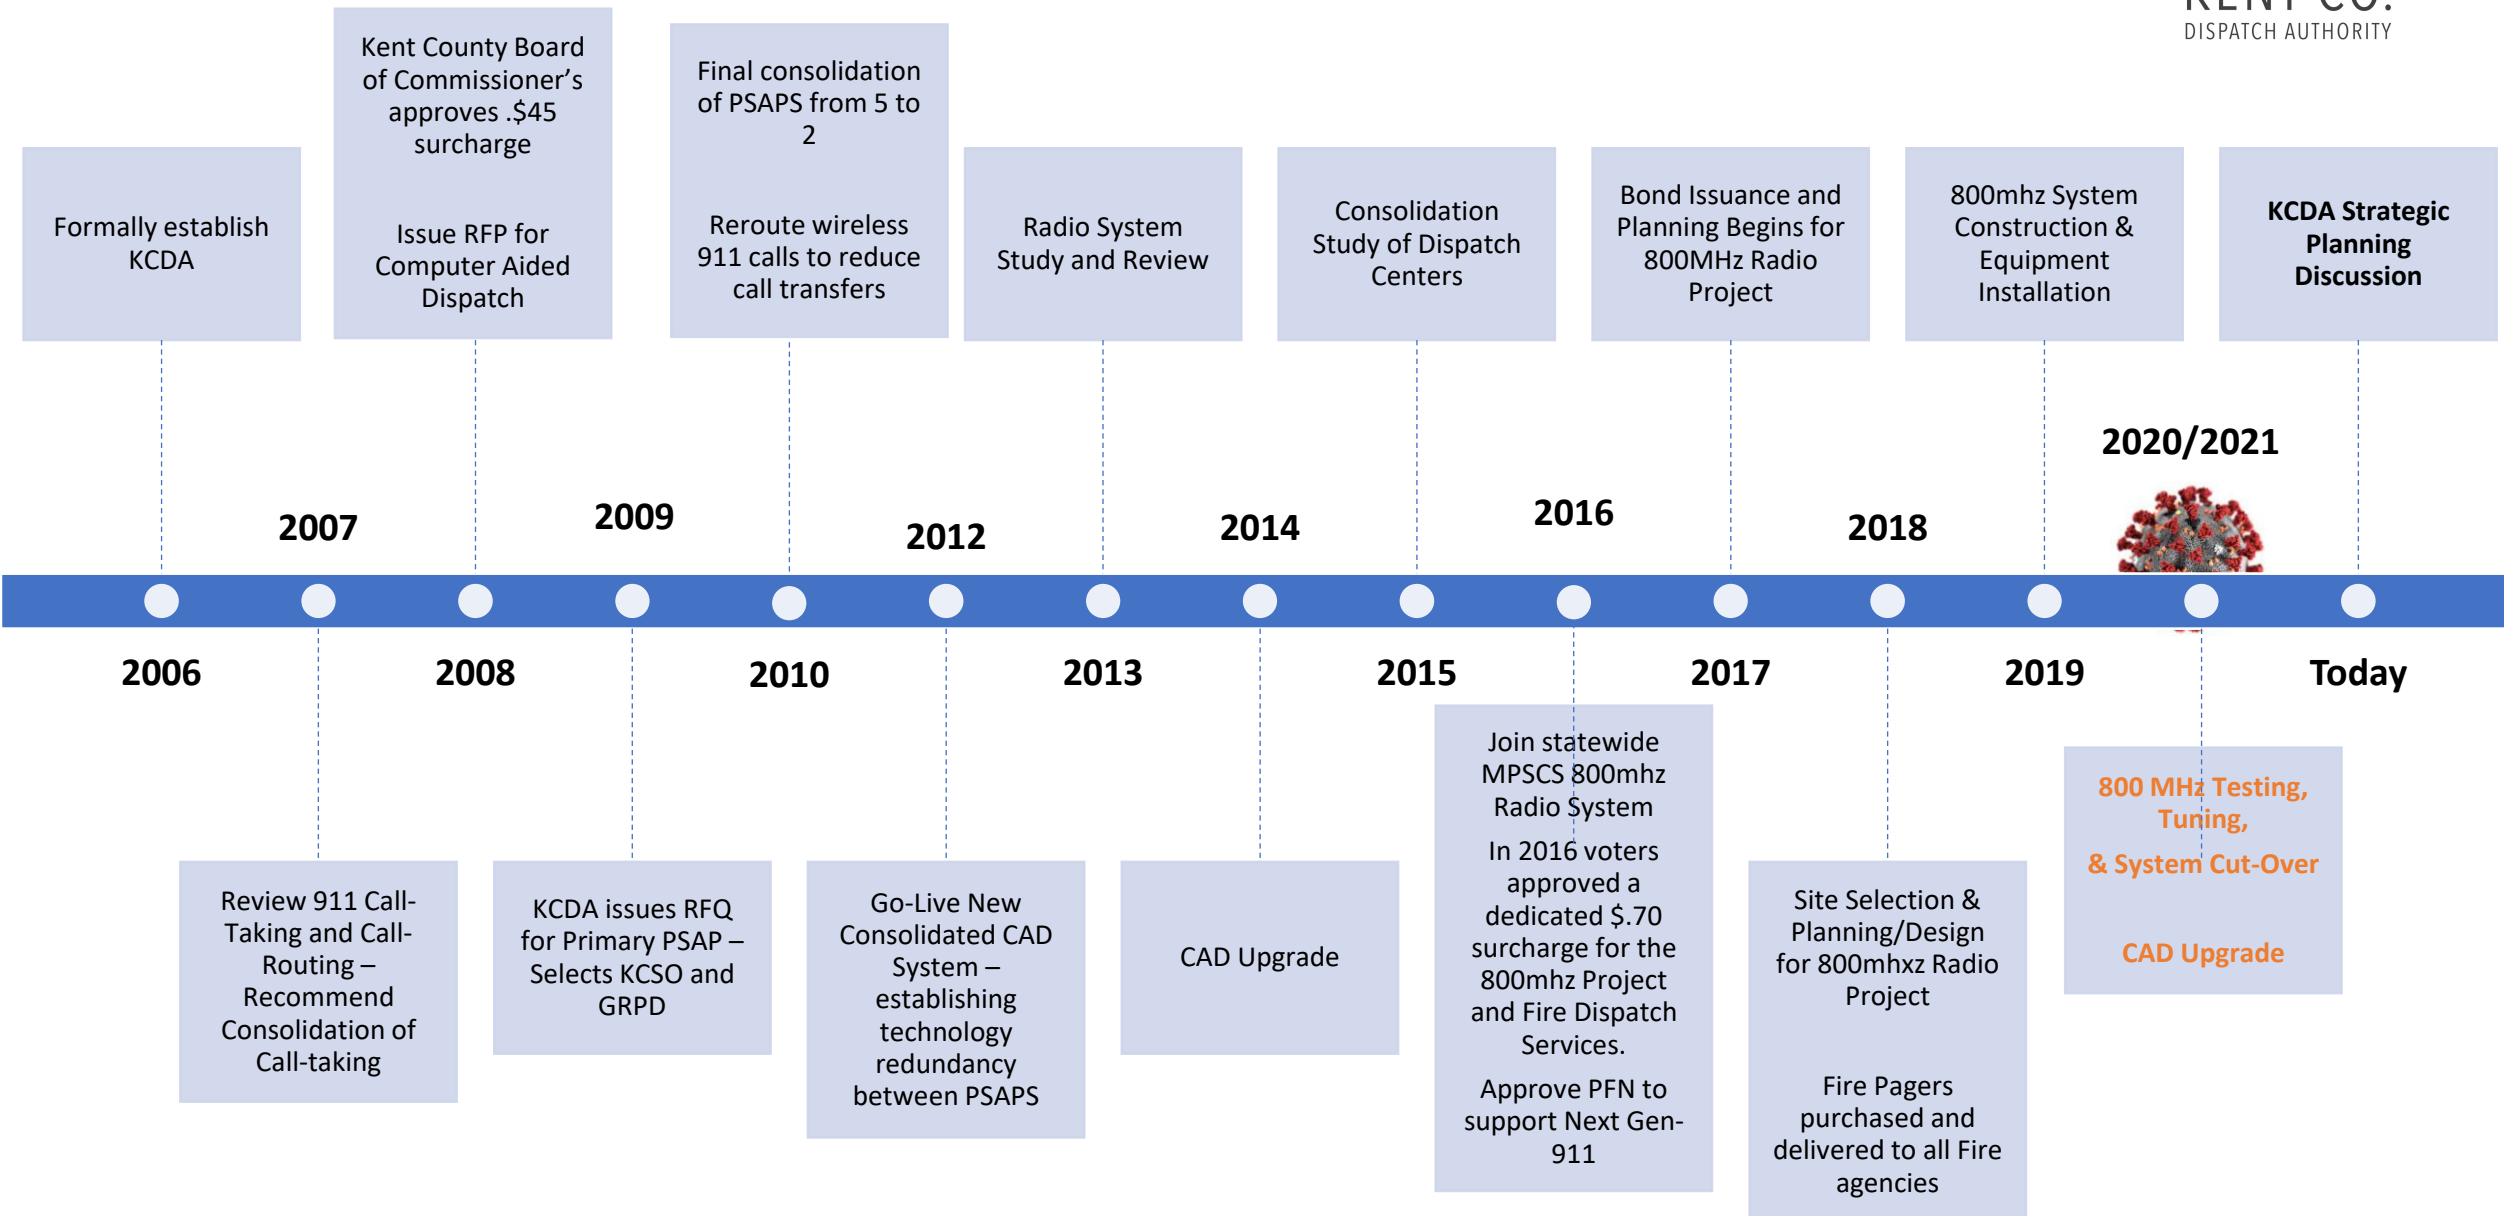 KENT CO.
DISPATCH AUTHORITY
Kent County Board
of Commissioner’s
approves .$45
surcharge
Issue RFP for
Computer Aided
Dispatch
Final consolidation
of PSAPS from 5 to
2
Reroute wireless
911 calls to reduce
call transfers
Formally establish
KCDA
Radio System
Study and Review
Consolidation
Study of Dispatch
Centers
Bond Issuance and
Planning Begins for
800MHz Radio
Project
800mhz System
Construction &
Equipment
Installation
KCDA Strategic
Planning
Discussion
2020/2021
2007
2009
2012
2014
2016
2018
2006
2008
2010
2013
2015
2017
2019
Today
Review 911 Call-
Taking and Call-
Routing –
Recommend
Consolidation of
Call-taking
KCDA issues RFQ
for Primary PSAP –
Selects KCSO and
GRPD
Go-Live New
Consolidated CAD
System –
establishing
technology
redundancy
between PSAPS
CAD Upgrade
Join statewide
MPSCS 800mhz
Radio System
In 2016 voters
approved a
dedicated $.70
surcharge for the
800mhz Project
and Fire Dispatch
Services.
Approve PFN to
support Next Gen-
911
Site Selection &
Planning/Design
for 800mhxz Radio
Project
Fire Pagers
purchased and
delivered to all Fire
agencies
800 MHz Testing,
Tuning,
& System Cut-Over
CAD Upgrade